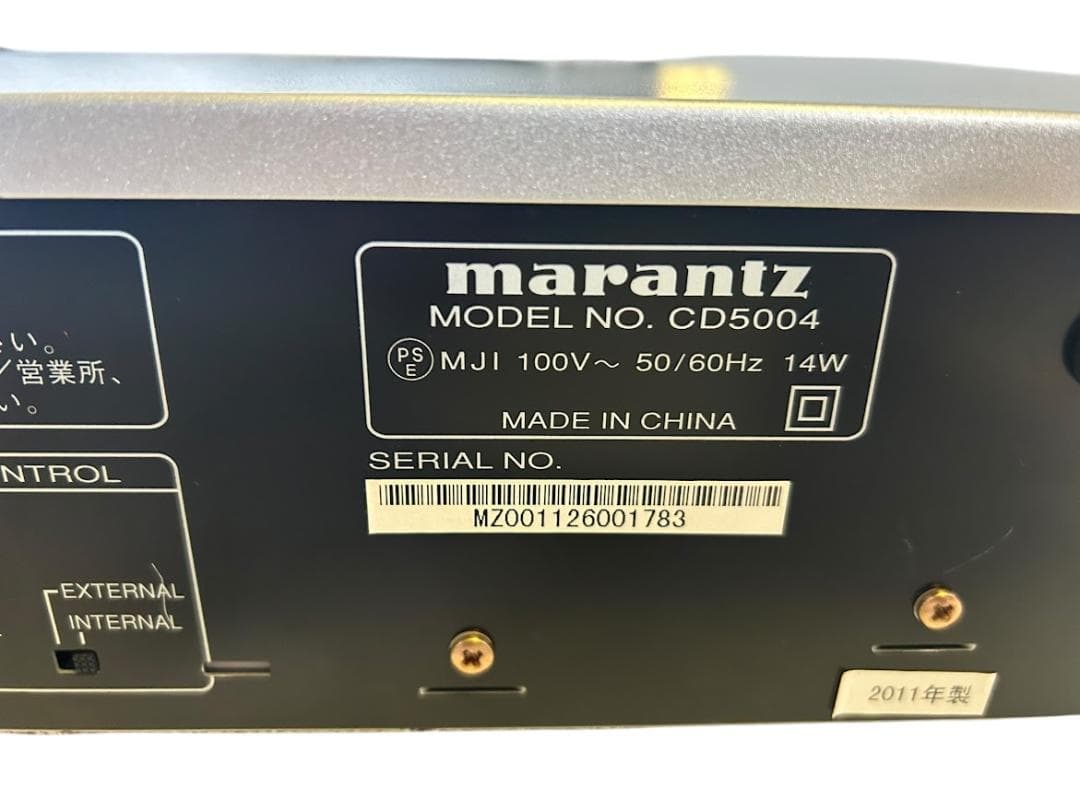 marantz
MODEL NO. CD5004
PS E MJI 100V～ 50/60Hz 14W
MADE IN CHINA
SERIAL NO.
MZ001126001783
い。
／営業所、
い。
NTROL
EXTERNAL
INTERNAL
2011年製